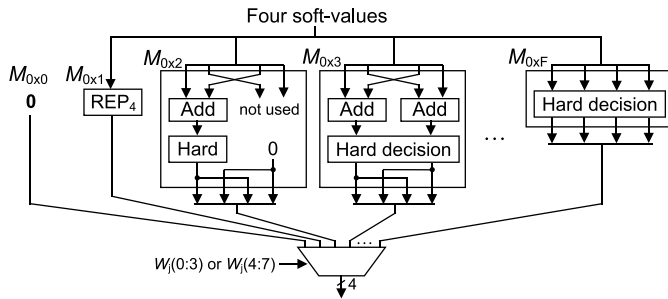 Four soft-values
M0x0 M0x1 M0x2 M0x3 M0xF
0 REP4 Add not used Add Add Hard decision
Hard 0 Hard decision ...
...
Wj(0:3) or Wj(4:7)
4